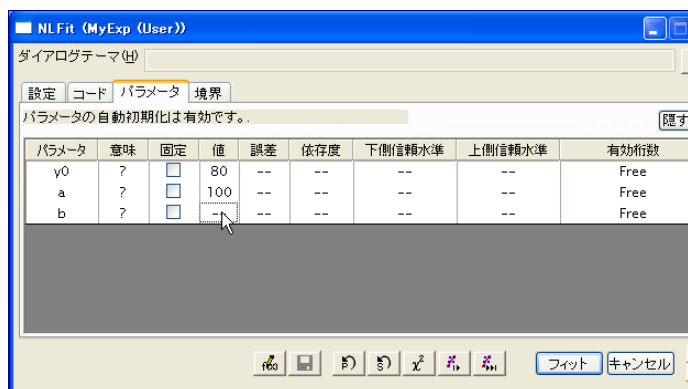 NLFit (MyExp (User))
ダイアログテーマ(H)
設定 コード パラメータ 境界
パラメータの自動初期化は有効です。.
隠す
パラメータ 意味 固定 値 誤差 依存度 下側信頼水準 上側信頼水準 有効桁数
y0 ? 80 -- -- -- -- Free
a ? 100 -- -- -- -- Free
b ? -- -- -- -- -- Free
f(x) P S χ² フィット キャンセル